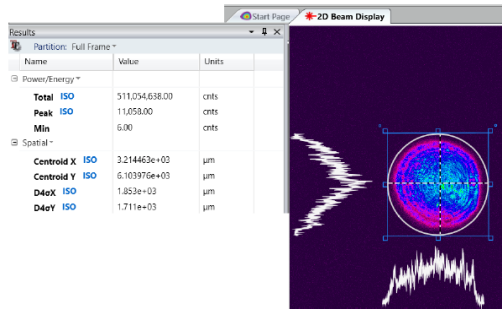 Start Page
2D Beam Display
Results
Partition: Full Frame
Name Value Units
Power/Energy
Total ISO 511,054,638.00 cnts
Peak ISO 11,058.00 cnts
Min 6.00 cnts
Spatial
Centroid X ISO 3.214463e+03 µm
Centroid Y ISO 6.103976e+03 µm
D4σX ISO 1.853e+03 µm
D4σY ISO 1.711e+03 µm